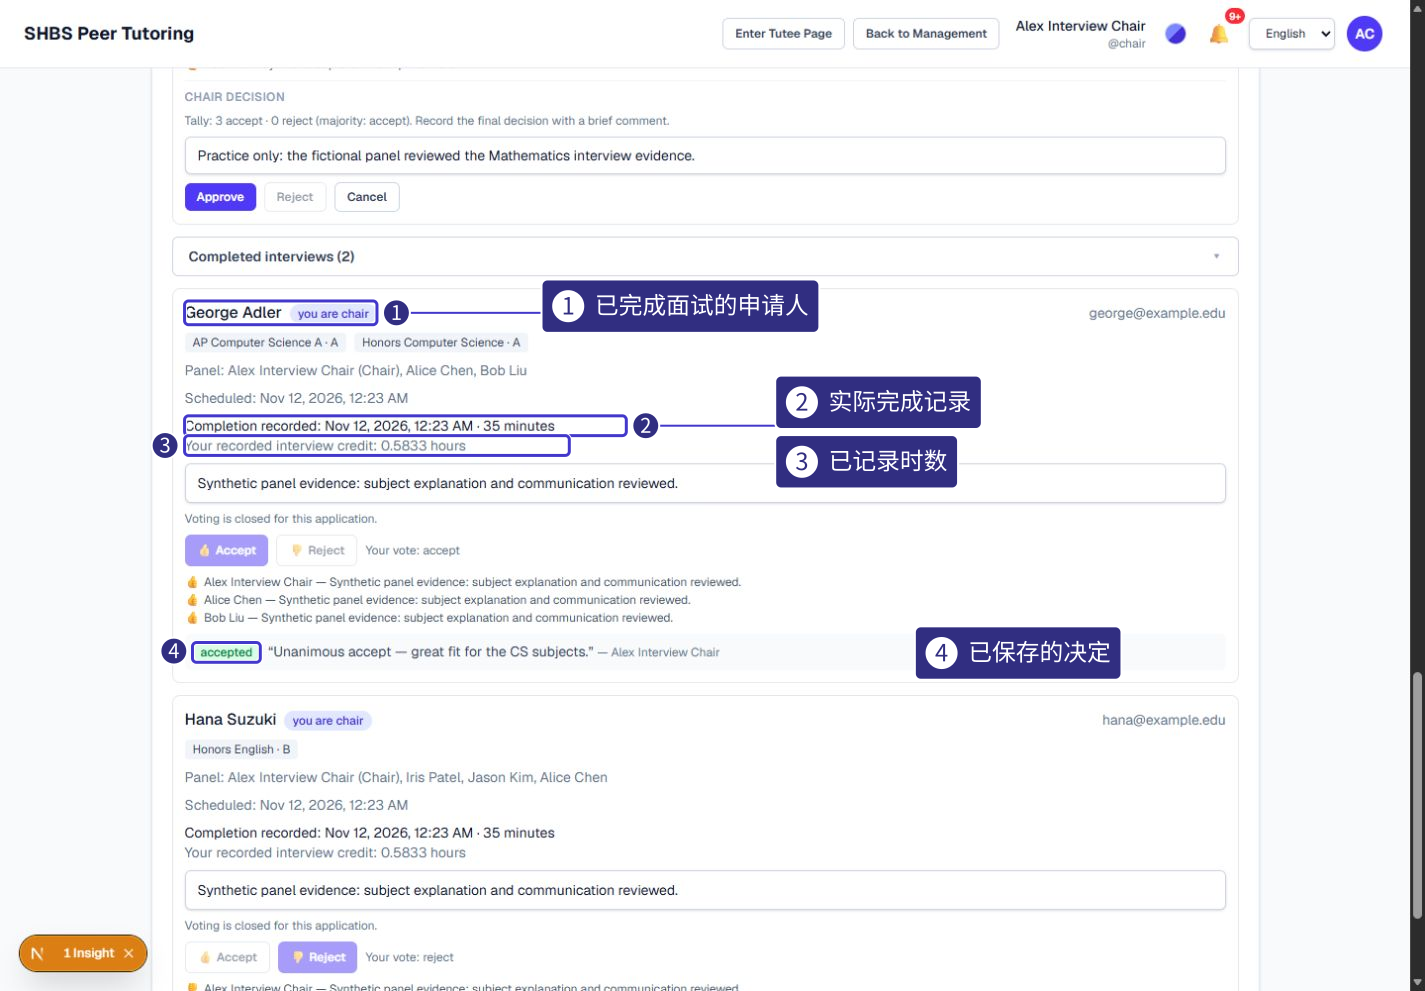 SHBS Peer Tutoring
Enter Tutee Page
Back to Management
Alex Interview Chair
@chair
9+
English
AC
CHAIR DECISION
Tally: 3 accept · 0 reject (majority: accept). Record the final decision with a brief comment.
Practice only: the fictional panel reviewed the Mathematics interview evidence.
Approve
Reject
Cancel
Completed interviews (2)
George Adler you are chair
1
1 已完成面试的申请人
george@example.edu
AP Computer Science A · A
Honors Computer Science · A
Panel: Alex Interview Chair (Chair), Alice Chen, Bob Liu
Scheduled: Nov 12, 2026, 12:23 AM
2 实际完成记录
Completion recorded: Nov 12, 2026, 12:23 AM · 35 minutes
2
3
Your recorded interview credit: 0.5833 hours
3 已记录时数
Synthetic panel evidence: subject explanation and communication reviewed.
Voting is closed for this application.
Accept
Reject
Your vote: accept
Alex Interview Chair — Synthetic panel evidence: subject explanation and communication reviewed.
Alice Chen — Synthetic panel evidence: subject explanation and communication reviewed.
Bob Liu — Synthetic panel evidence: subject explanation and communication reviewed.
4
accepted “Unanimous accept — great fit for the CS subjects.” — Alex Interview Chair
4 已保存的决定
Hana Suzuki you are chair
hana@example.edu
Honors English · B
Panel: Alex Interview Chair (Chair), Iris Patel, Jason Kim, Alice Chen
Scheduled: Nov 12, 2026, 12:23 AM
Completion recorded: Nov 12, 2026, 12:23 AM · 35 minutes
Your recorded interview credit: 0.5833 hours
Synthetic panel evidence: subject explanation and communication reviewed.
Voting is closed for this application.
N 1 Insight ×
Accept
Reject
Your vote: reject
Alex Interview Chair — Synthetic panel evidence: subject explanation and communication reviewed.